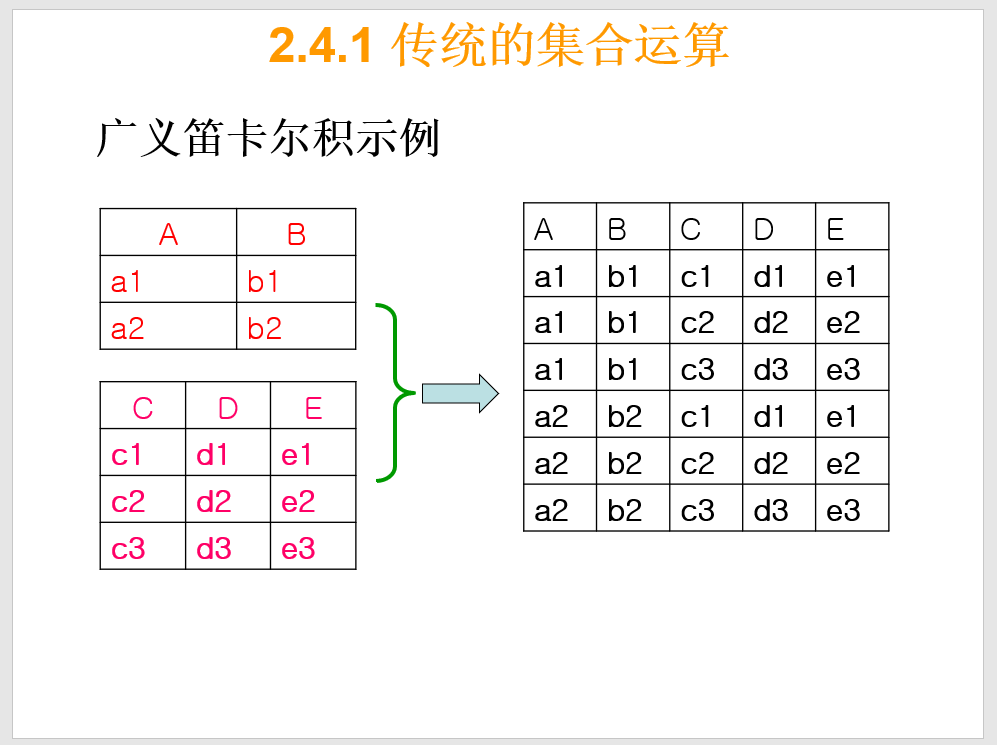 2.4.1 传统的集合运算
广义笛卡尔积示例
A B
a1 b1
a2 b2
C D E
c1 d1 e1
c2 d2 e2
c3 d3 e3
A B C D E
a1 b1 c1 d1 e1
a1 b1 c2 d2 e2
a1 b1 c3 d3 e3
a2 b2 c1 d1 e1
a2 b2 c2 d2 e2
a2 b2 c3 d3 e3